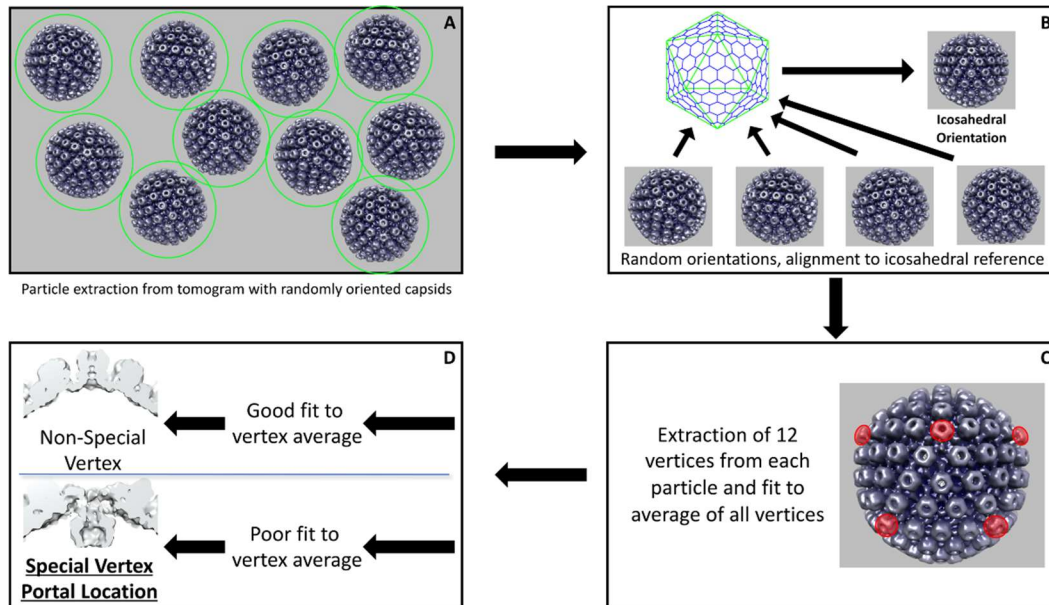 A
Particle extraction from tomogram with randomly oriented capsids
B
Icosahedral
Orientation
Random orientations, alignment to icosahedral reference
C
Extraction of 12
vertices from each
particle and fit to
average of all vertices
D
Good fit to
vertex average
Non-Special
Vertex
Poor fit to
vertex average
Special Vertex
Portal Location